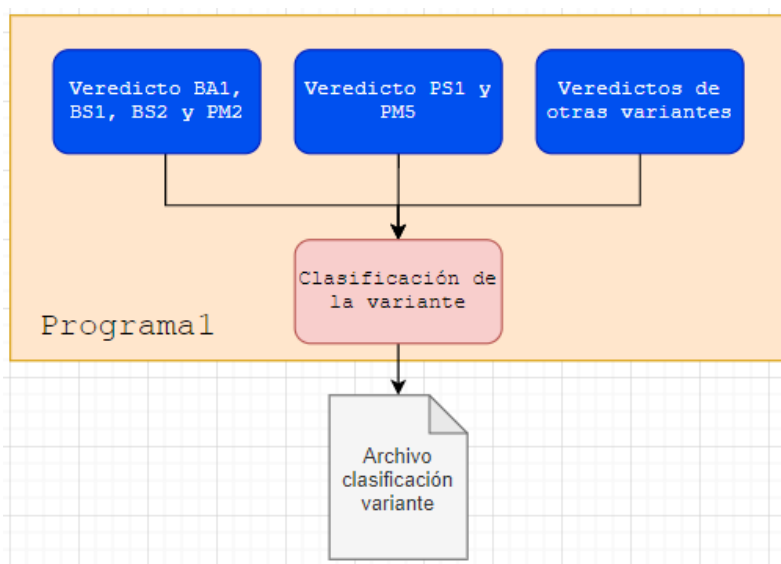 Veredicto BA1,
BS1, BS2 y PM2
Veredicto PS1 y
PM5
Veredictos de
otras variantes
Clasificación de
la variante
Programa1
Archivo
clasificación
variante